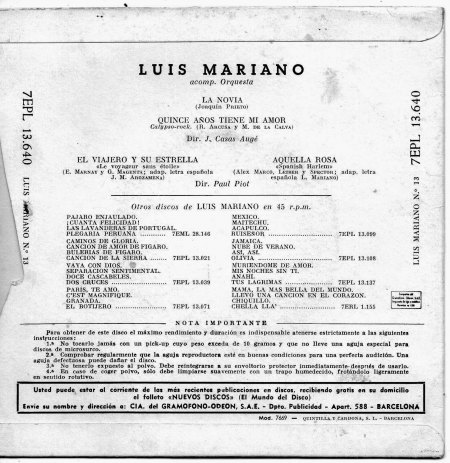 LUIS MARIANO
acomp. Orquesta
LA NOVIA
(Joaquin Prieto)
QUINCE AÑOS TIENE MI AMOR
Calypso-rock. (R. Arcusa y M. de la Calva)
Dir. J. Casas Augé
EL VIAJERO Y SU ESTRELLA
«Le voyageur sans étoile»
(E. Marnay y G. Magenta; adap. letra española
J. M. Arozamena)
AQUELLA ROSA
«Spanish Harlem»
(Alex Marco, Leiber y Spector; adap. letra
española L. Mariano)
Dir. Paul Piot
7EPL 13.640
LUIS MARIANO N.º 13
7EPL 13.640
LUIS MARIANO N.º 13
Otros discos de LUIS MARIANO en 45 r.p.m.
PAJARO ENJAULADO.
¡CUANTA FELICIDAD!
LAS LAVANDERAS DE PORTUGAL.
PLEGARIA PERUANA ...... 7EML 28.146
CAMINOS DE GLORIA.
CANCION DE AMOR DE FIGARO.
BULERIAS DE FIGARO.
CANCION DE LA SIERRA ... 7EPL 13.021
VAYA CON DIOS.
SEPARACION SENTIMENTAL.
DOCE CASCABELES.
DOS CRUCES ... 7EPL 13.039
PARIS, TE AMO.
C'EST MAGNIFIQUE.
GRANADA.
EL BOTIJERO ... 7EPL 13.071
MEXICO.
MAITECHU.
ACAPULCO.
RUISEÑOR ... 7EPL 13.099
JAMAICA.
NUBE DE VERANO.
ASI, ASI.
OLIVIA ... 7EPL 13.108
MURIENDOME DE AMOR.
MIS NOCHES SIN TI.
ANAHI.
TUS LAGRIMAS ... 7EPL 13.137
MAMA, LA MAS BELLA DEL MUNDO.
LLEVO UNA CANCION EN EL CORAZON.
CHIQUILLO.
CHELLA LLA' ... 7ERL 1.155
NOTA IMPORTANTE
Para obtener de este disco el máximo rendimiento y duración es indispensable atenerse estrictamente a las siguientes
instrucciones:
1.ª No tocarlo jamás con un pick-up cuyo peso exceda de 10 gramos y que no lleve una aguja especial para
discos de microsurco.
2.ª Comprobar regularmente que la aguja reproductora esté en buenas condiciones para una perfecta audición. Una
aguja defectuosa puede dañar el disco.
3.ª No tenerlo expuesto al polvo. Debe reintegrarse a su envoltorio protector inmediatamente después de usarlo.
4.ª En caso de coger polvo, sólo debe limpiarse suavemente con un trapo humedecido, frotándolo ligeramente
en sentido rotativo.
Usted puede, estar al corriente de las más recientes publicaciones en discos, recibiendo gratis en su domicilio
el folleto «NUEVOS DISCOS» (El Mundo del Disco)
Envíe su nombre y dirección a: CIA. del GRAMOFONO-ODEON, S.A.E. - Dpto. Publicidad - Apart. 588 - BARCELONA
Mod. 7669 - QUINTILLA Y CARDONA, S. L. - BARCELONA